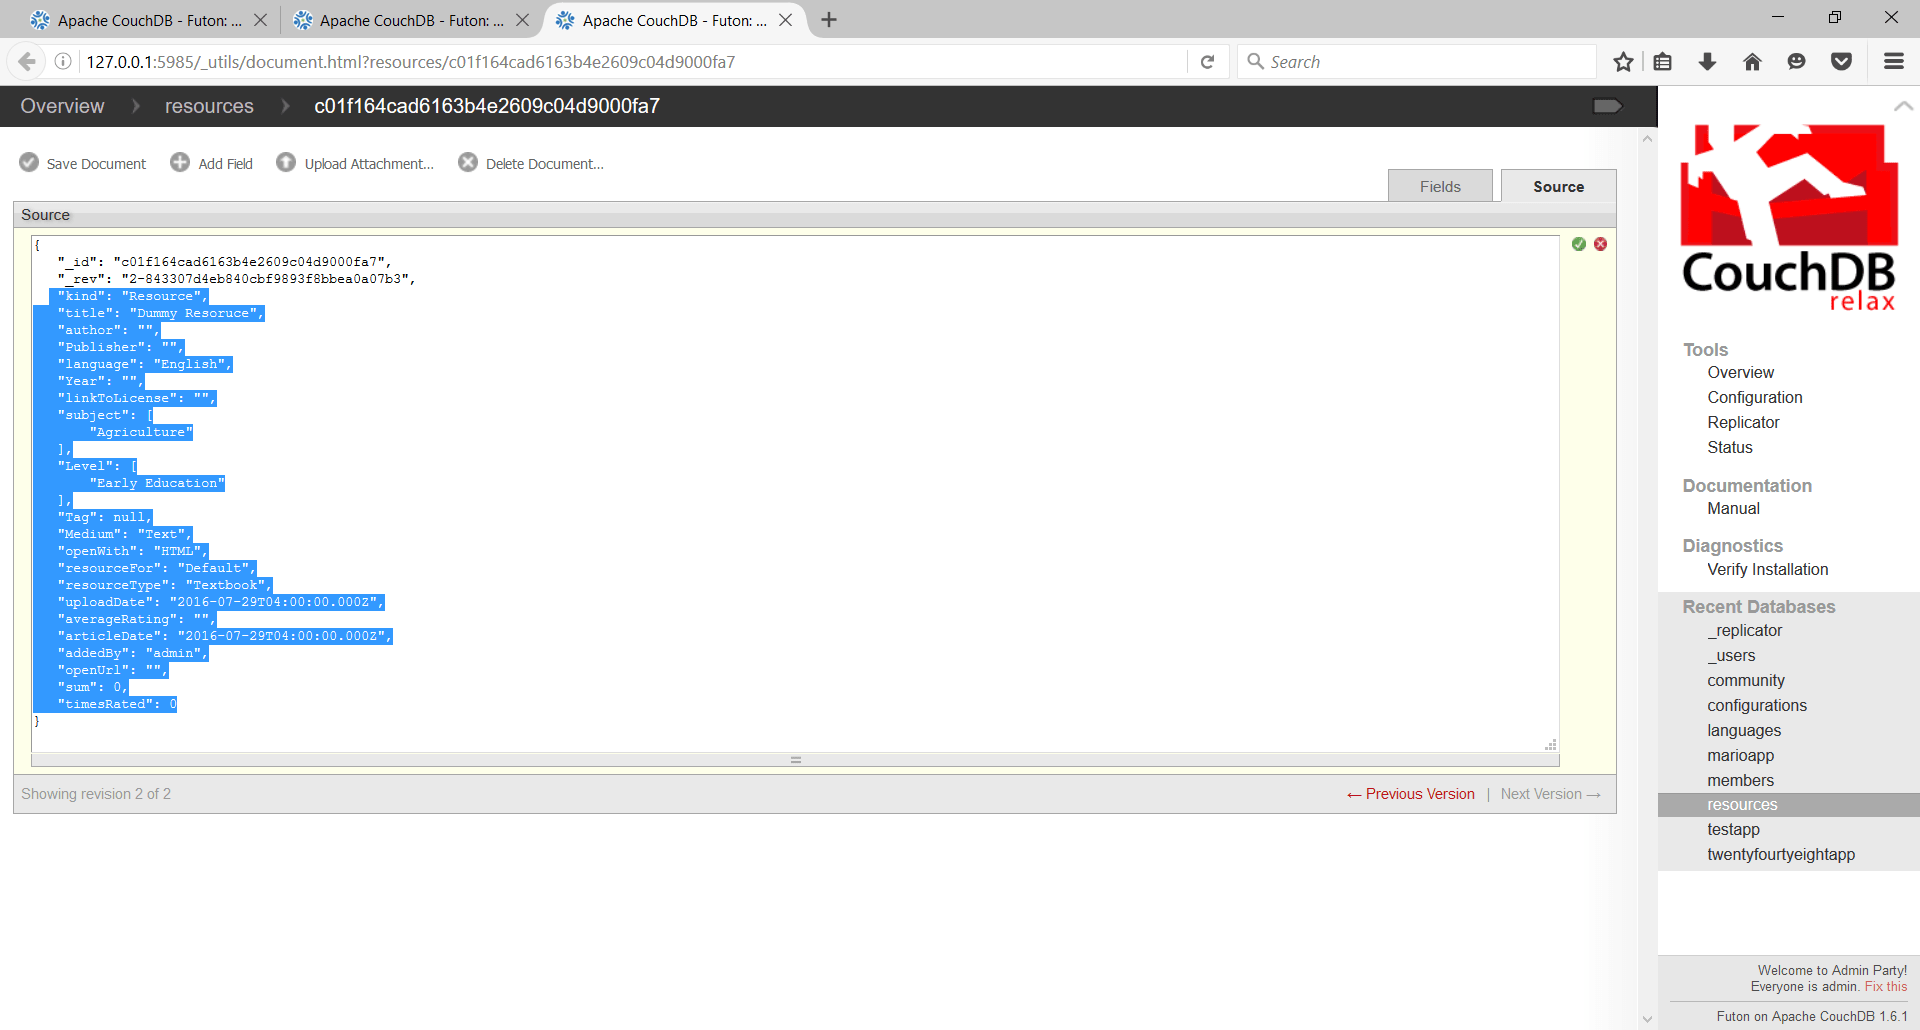 Apache CouchDB - Futon: ...
Apache CouchDB - Futon: ...
Apache CouchDB - Futon: ...
127.0.0.1:5985/_utils/document.html?resources/c01f164cad6163b4e2609c04d9000fa7
Search
Overview
resources
c01f164cad6163b4e2609c04d9000fa7
Save Document
Add Field
Upload Attachment...
Delete Document...
Fields
Source
Source
{
"_id": "c01f164cad6163b4e2609c04d9000fa7",
"_rev": "2-843307d4eb840cbf9893f8bbea0a07b3",
"kind": "Resource",
"title": "Dummy Resoruce",
"author": "",
"Publisher": "",
"language": "English",
"Year": "",
"linkToLicense": "",
"subject": [
"Agriculture"
],
"Level": [
"Early Education"
],
"Tag": null,
"Medium": "Text",
"openWith": "HTML",
"resourceFor": "Default",
"resourceType": "Textbook",
"uploadDate": "2016-07-29T04:00:00.000Z",
"averageRating": "",
"articleDate": "2016-07-29T04:00:00.000Z",
"addedBy": "admin",
"openUrl": "",
"sum": 0,
"timesRated": 0
}
Showing revision 2 of 2
← Previous Version | Next Version →
CouchDB
relax
Tools
Overview
Configuration
Replicator
Status
Documentation
Manual
Diagnostics
Verify Installation
Recent Databases
_replicator
_users
community
configurations
languages
marioapp
members
resources
testapp
twentyfourtyeightapp
Welcome to Admin Party!
Everyone is admin. Fix this
Futon on Apache CouchDB 1.6.1